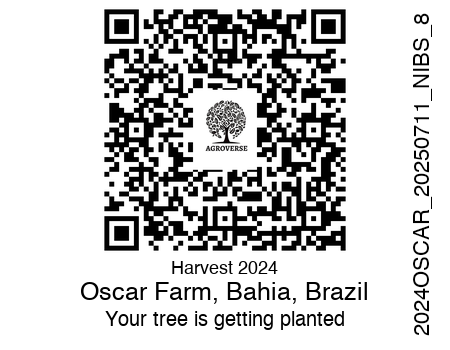 AGROVERSE
Harvest 2024
Oscar Farm, Bahia, Brazil
Your tree is getting planted
2024OSCAR_20250711_NIBS_8